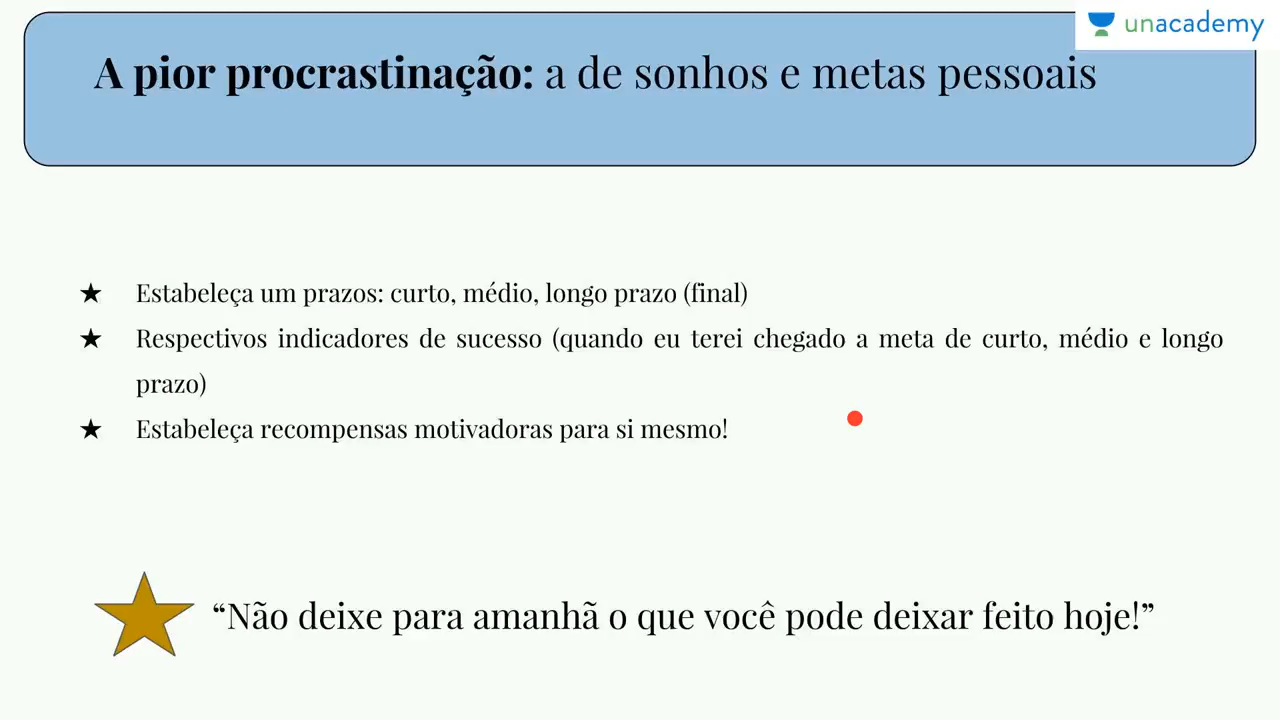 unacademy
A pior procrastinação: a de sonhos e metas pessoais
★ Estabeleça um prazos: curto, médio, longo prazo (final)
★ Respectivos indicadores de sucesso (quando eu terei chegado a meta de curto, médio e longo
prazo)
★ Estabeleça recompensas motivadoras para si mesmo!
“Não deixe para amanhã o que você pode deixar feito hoje!”